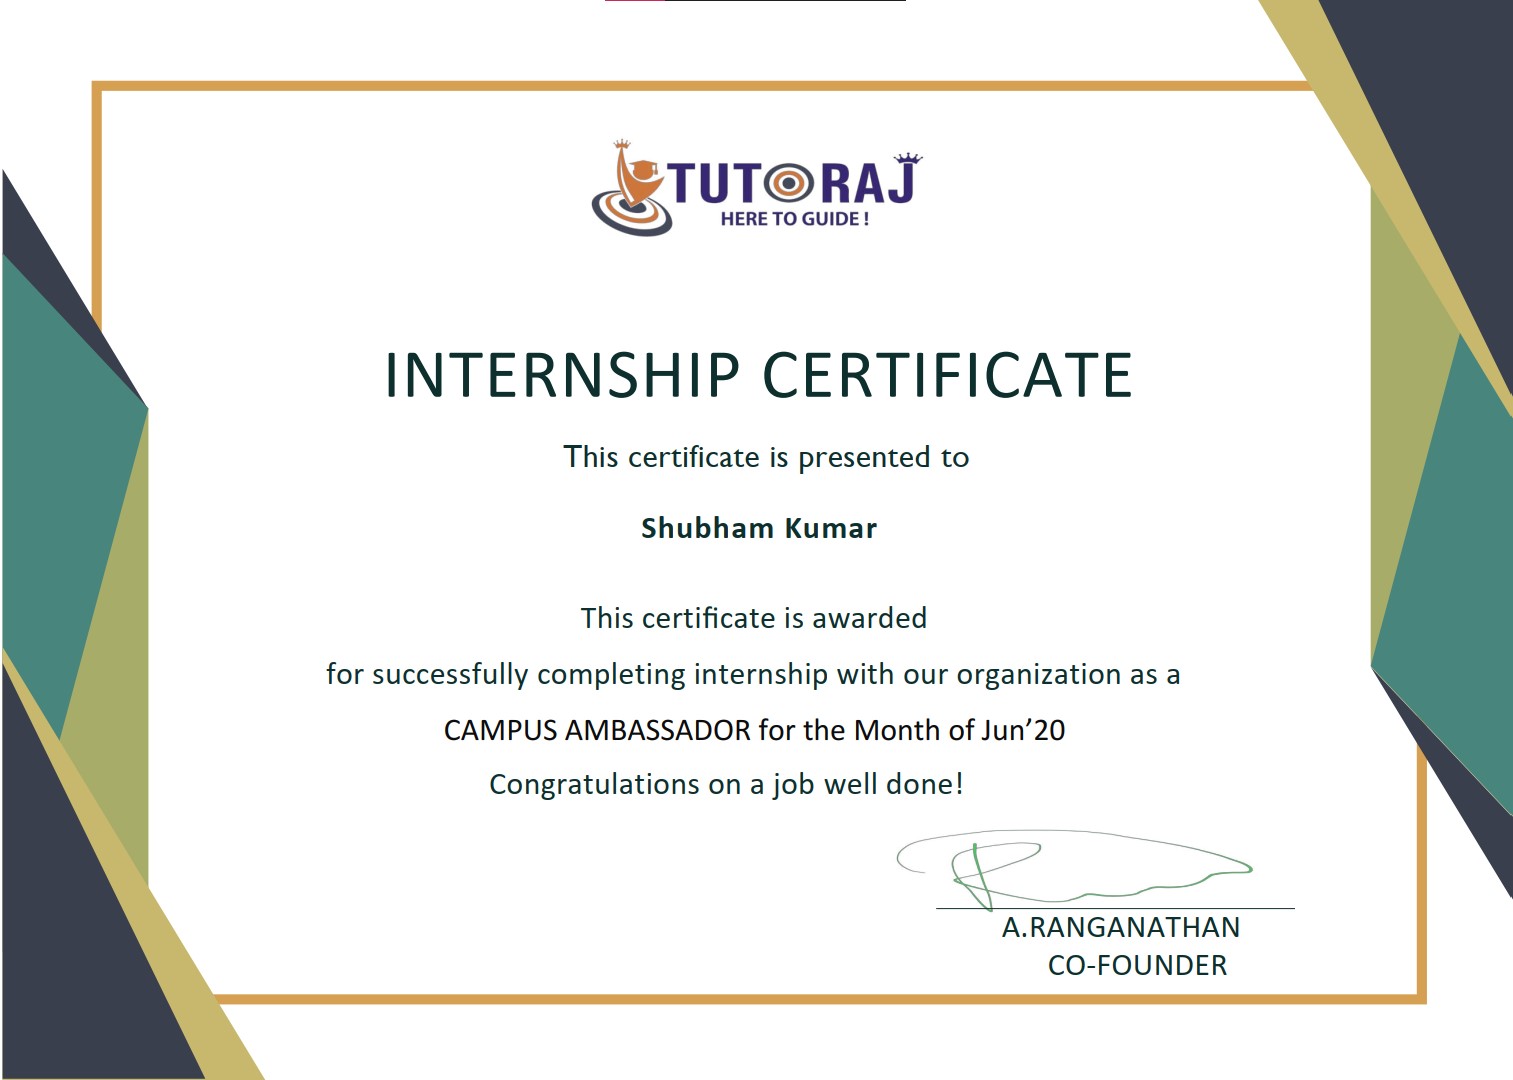 TUTORAJ
HERE TO GUIDE !
INTERNSHIP CERTIFICATE
This certificate is presented to
Shubham Kumar
This certificate is awarded
for successfully completing internship with our organization as a
CAMPUS AMBASSADOR for the Month of Jun’20
Congratulations on a job well done!
A.RANGANATHAN
CO-FOUNDER